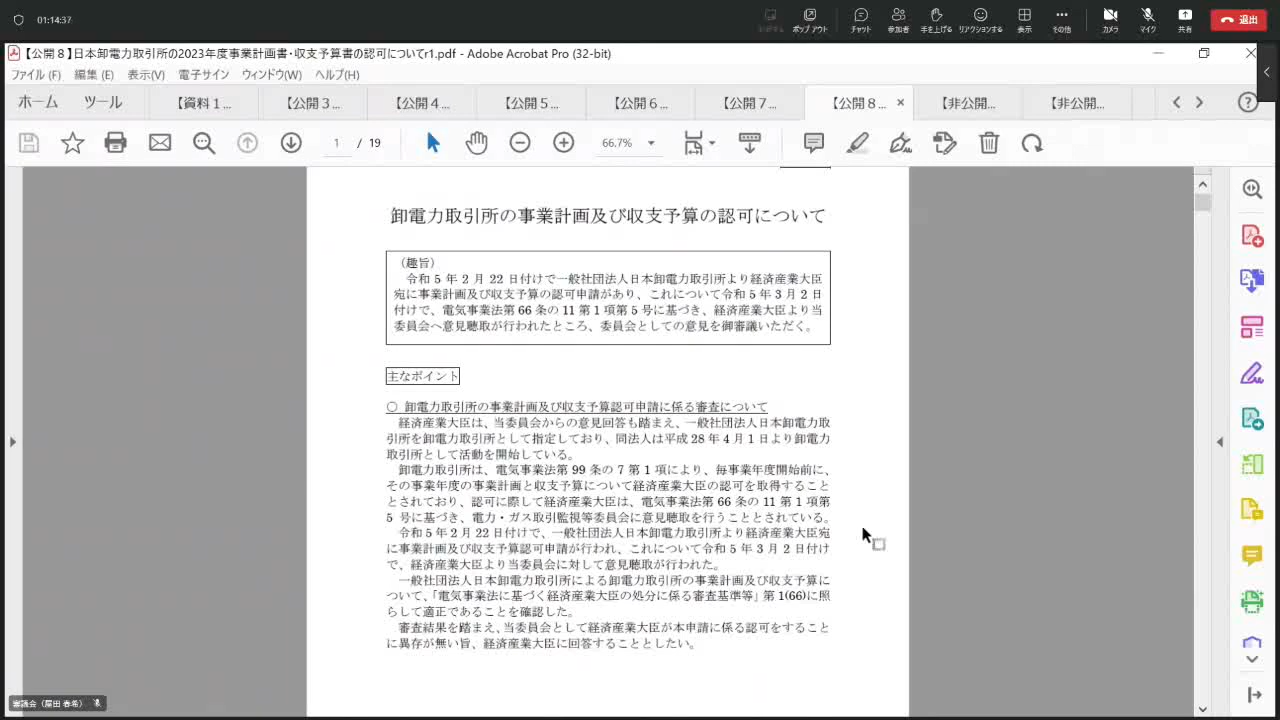 01:14:37
ポップ アウト
チャット
参加者
手を上げる
リアクションする
表示
その他
カメラ
マイク
共有
退出
【公開８】日本卸電力取引所の2023年度事業計画書・収支予算書の認可についてr1.pdf - Adobe Acrobat Pro (32-bit)
ファイル(F) 編集(E) 表示(V) 電子サイン ウィンドウ(W) ヘルプ(H)
ホーム ツール 【資料１... 【公開３... 【公開４... 【公開５... 【公開６... 【公開７... 【公開８... × 【非公開... 【非公開...
1 / 19 66.7%
卸電力取引所の事業計画及び収支予算の認可について
（趣旨）
令和５年２月 22 日付けで一般社団法人日本卸電力取引所より経済産業大臣
宛に事業計画及び収支予算の認可申請があり、これについて令和５年３月２日
付けで、電気事業法第 66 条の 11 第１項第５号に基づき、経済産業大臣より当
委員会へ意見聴取が行われたところ、委員会としての意見を御審議いただく。
主なポイント
○ 卸電力取引所の事業計画及び収支予算認可申請に係る審査について
経済産業大臣は、当委員会からの意見回答も踏まえ、一般社団法人日本卸電力取
引所を卸電力取引所として指定しており、同法人は平成 28 年４月１日より卸電力
取引所として活動を開始している。
卸電力取引所は、電気事業法第 99 条の７第１項により、毎事業年度開始前に、
その事業年度の事業計画と収支予算について経済産業大臣の認可を取得すること
とされており、認可に際して経済産業大臣は、電気事業法第 66 条の 11 第１項第
５号に基づき、電力・ガス取引監視等委員会に意見聴取を行うこととされている。
令和５年２月 22 日付けで、一般社団法人日本卸電力取引所より経済産業大臣宛
に事業計画及び収支予算認可申請が行われ、これについて令和５年３月２日付け
で、経済産業大臣より当委員会に対して意見聴取が行われた。
一般社団法人日本卸電力取引所による卸電力取引所の事業計画及び収支予算に
ついて、「電気事業法に基づく経済産業大臣の処分に係る審査基準等」第 1(66)に照
らして適正であることを確認した。
審査結果を踏まえ、当委員会として経済産業大臣が本申請に係る認可をすること
に異存が無い旨、経済産業大臣に回答することとしたい。